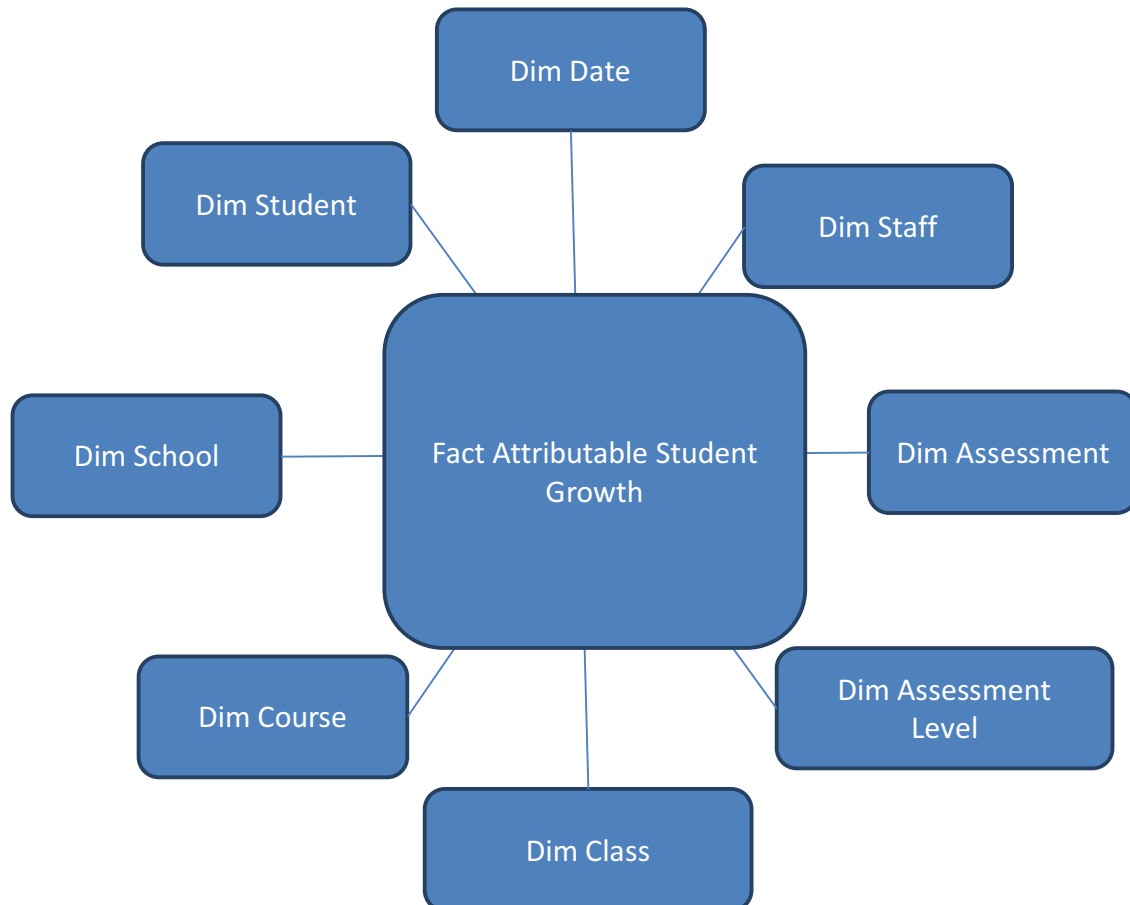 Dim Date
Dim Student
Dim Staff
Dim School
Fact Attributable Student
Growth
Dim Assessment
Dim Course
Dim Assessment
Level
Dim Class